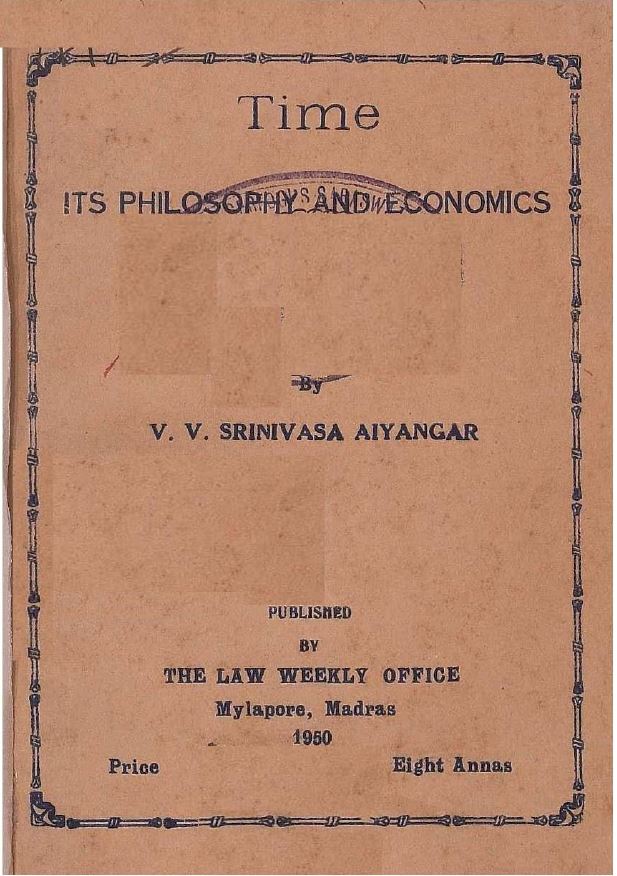 Time
ITS PHILOSOPHY AND ECONOMICS
By
V. V. SRINIVASA AIYANGAR
PUBLISHED
BY
THE LAW WEEKLY OFFICE
Mylapore, Madras
1950
Price Eight Annas